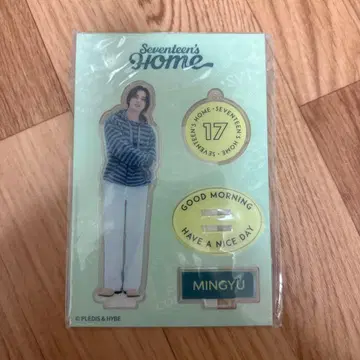 Seventeen's
Home
SEVENTEEN'S HOME • SEVENTEEN'S HOME •
17
GOOD MORNING
HAVE A NICE DAY
MINGYU
© PLEDIS & HYBE